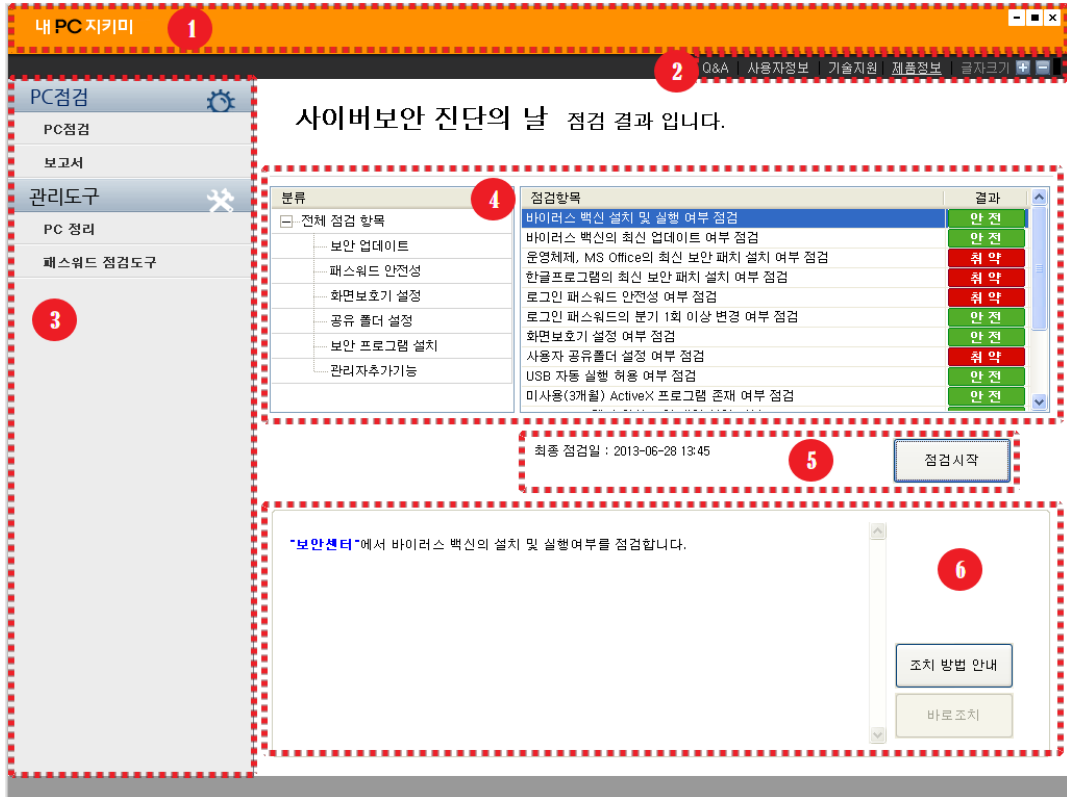 내 PC 지키미
1
2
Q&A | 사용자정보 | 기술지원 | 제품정보 | 글자크기
PC점검
PC점검
보고서
관리도구
PC 정리
패스워드 점검도구
3
사이버보안 진단의 날 점검 결과 입니다.
4
분류
전체 점검 항목
보안 업데이트
패스워드 안전성
화면보호기 설정
공유 폴더 설정
보안 프로그램 설치
관리자추가기능
점검항목 결과
바이러스 백신 설치 및 실행 여부 점검 안 전
바이러스 백신의 최신 업데이트 여부 점검 안 전
운영체제, MS Office의 최신 보안 패치 설치 여부 점검 취 약
한글프로그램의 최신 보안 패치 설치 여부 점검 취 약
로그인 패스워드 안전성 여부 점검 취 약
로그인 패스워드의 분기 1회 이상 변경 여부 점검 안 전
화면보호기 설정 여부 점검 안 전
사용자 공유폴더 설정 여부 점검 취 약
USB 자동 실행 허용 여부 점검 안 전
미사용(3개월) ActiveX 프로그램 존재 여부 점검 안 전
최종 점검일 : 2013-06-28 13:45
5
점검시작
"보안센터"에서 바이러스 백신의 설치 및 실행여부를 점검합니다.
6
조치 방법 안내
바로조치